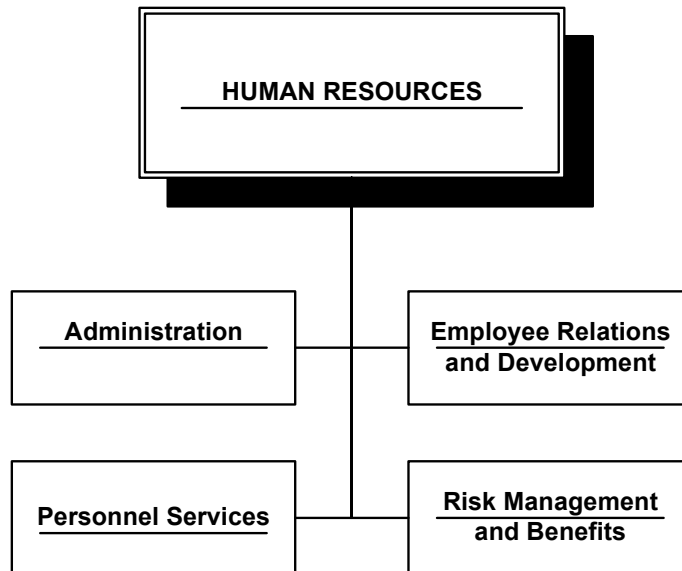 HUMAN RESOURCES
Administration
Employee Relations
and Development
Personnel Services
Risk Management
and Benefits